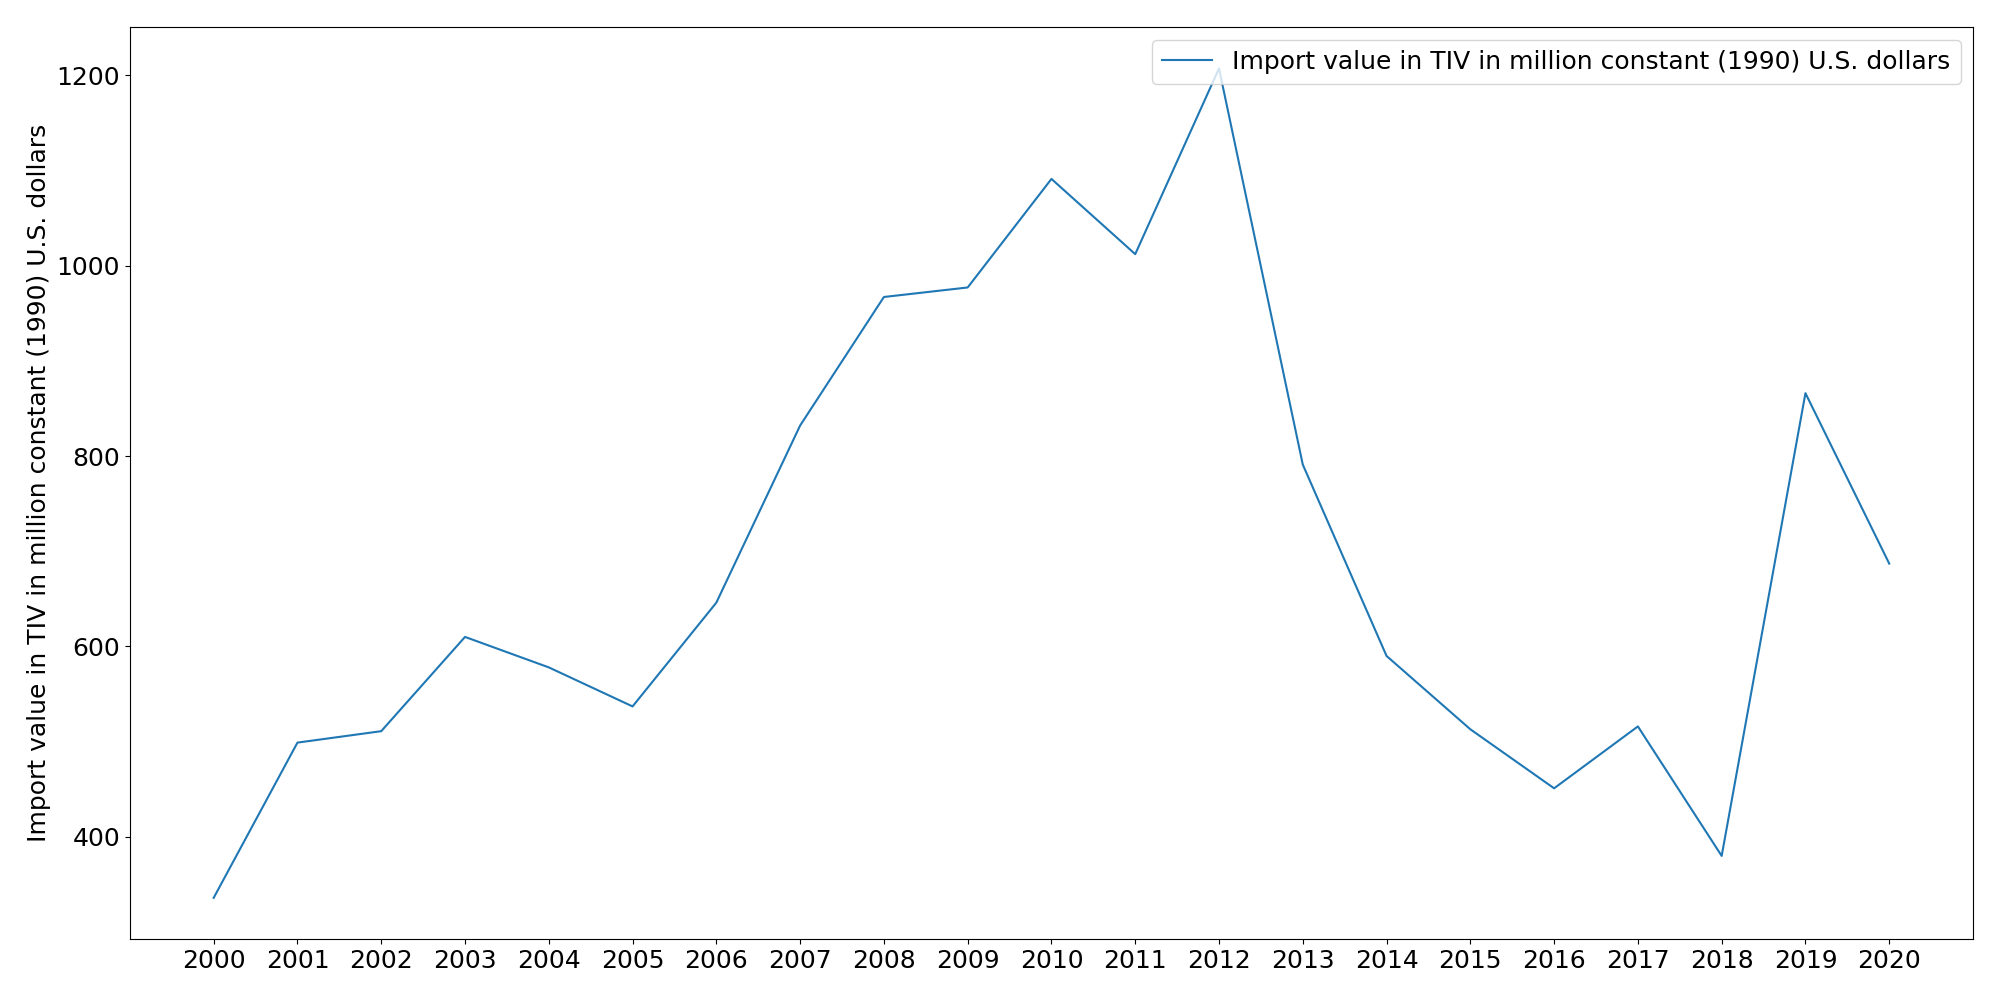 Import value in TIV in million constant (1990) U.S. dollars
Import value in TIV in million constant (1990) U.S. dollars
1200
1000
800
600
400
2000 2001 2002 2003 2004 2005 2006 2007 2008 2009 2010 2011 2012 2013 2014 2015 2016 2017 2018 2019 2020